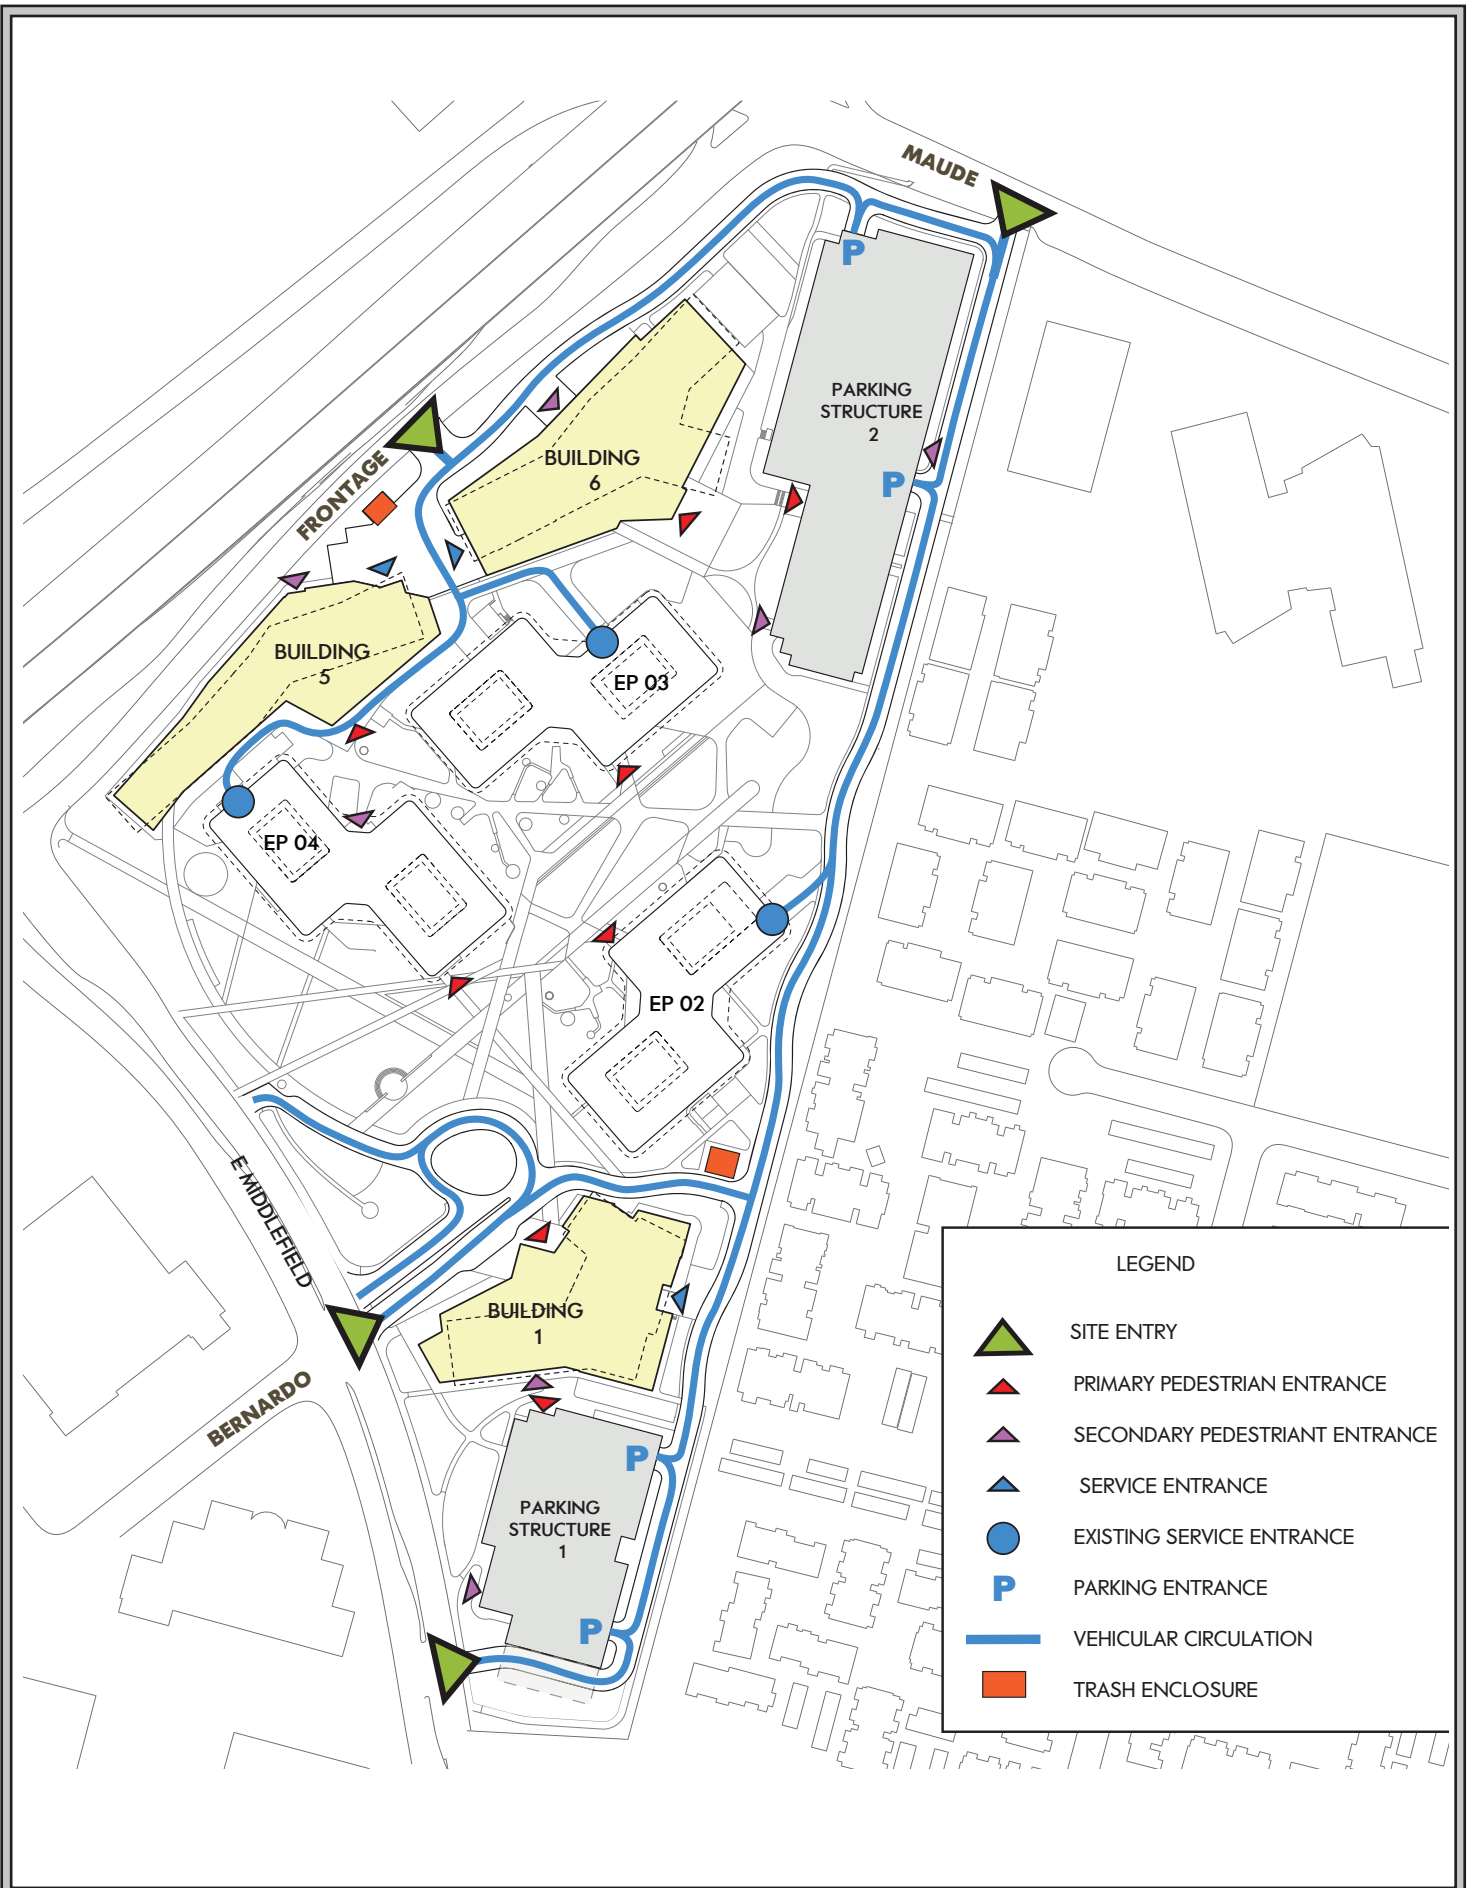 MAUDE
P
PARKING
STRUCTURE
2
BUILDING
6
FRONTAGE
P
BUILDING
5
EP 03
EP 04
EP 02
E MIDDLEFIELD
BUILDING
1
BERNARDO
P
PARKING
STRUCTURE
1
P
LEGEND
SITE ENTRY
PRIMARY PEDESTRIAN ENTRANCE
SECONDARY PEDESTRIANT ENTRANCE
SERVICE ENTRANCE
EXISTING SERVICE ENTRANCE
P PARKING ENTRANCE
VEHICULAR CIRCULATION
TRASH ENCLOSURE